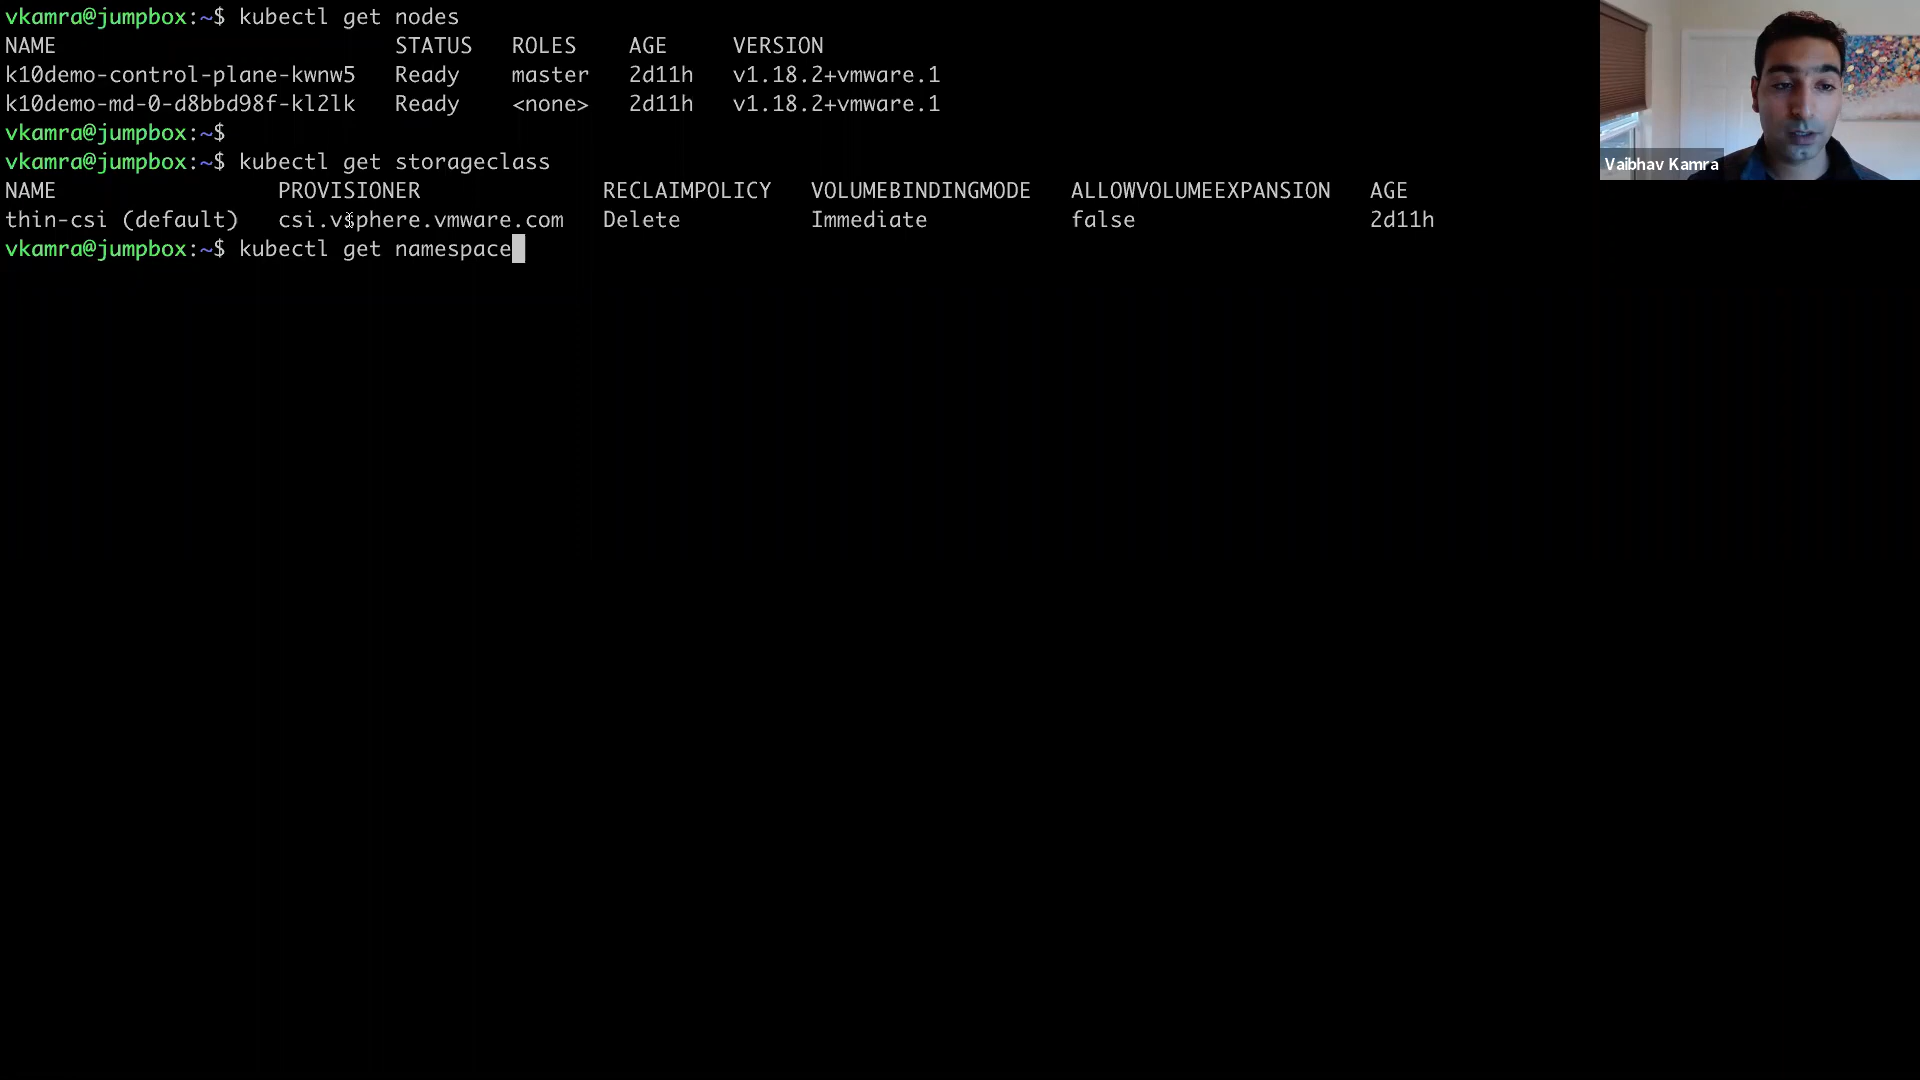 vkamra@jumpbox:~$ kubectl get nodes
NAME STATUS ROLES AGE VERSION
k10demo-control-plane-kwnw5 Ready master 2d11h v1.18.2+vmware.1
k10demo-md-0-d8bbd98f-kl2lk Ready <none> 2d11h v1.18.2+vmware.1
vkamra@jumpbox:~$
vkamra@jumpbox:~$ kubectl get storageclass
NAME PROVISIONER RECLAIMPOLICY VOLUMEBINDINGMODE ALLOWVOLUMEEXPANSION AGE
thin-csi (default) csi.vsphere.vmware.com Delete Immediate false 2d11h
vkamra@jumpbox:~$ kubectl get namespace
Vaibhav Kamra